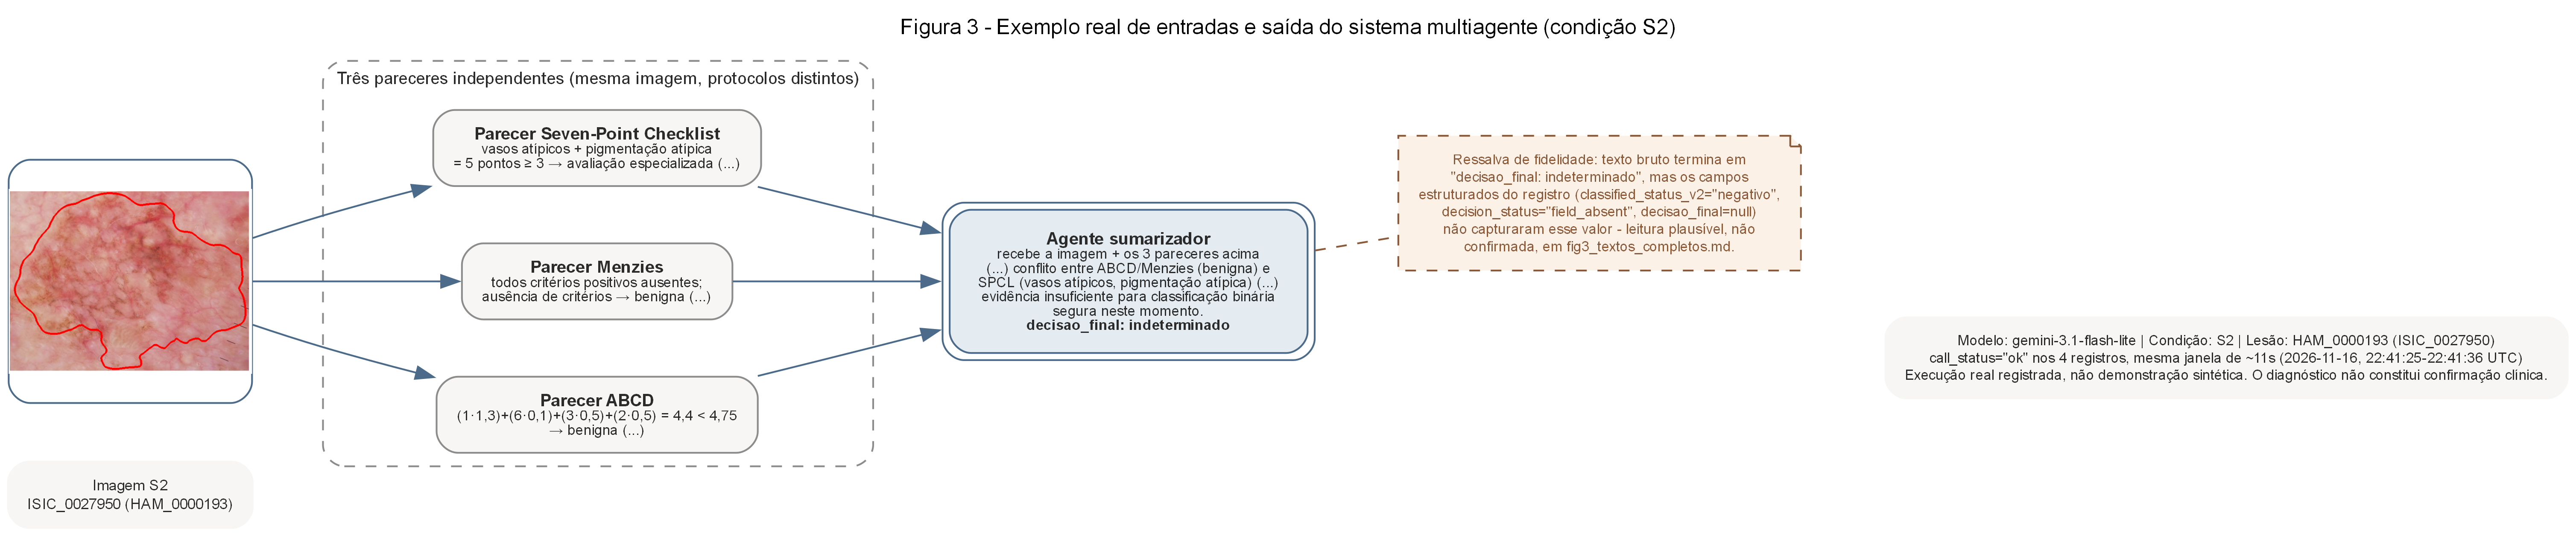 Figura 3 - Exemplo real de entradas e saída do sistema multiagente (condição S2)
Três pareceres independentes (mesma imagem, protocolos distintos)
Parecer Seven-Point Checklist
vasos atípicos + pigmentação atípica
= 5 pontos ≥ 3 → avaliação especializada (...)
Parecer Menzies
todos critérios positivos ausentes;
ausência de critérios → benigna (...)
Parecer ABCD
(1·1,3)+(6·0,1)+(3·0,5)+(2·0,5) = 4,4 < 4,75
→ benigna (...)
Imagem S2
ISIC_0027950 (HAM_0000193)
Agente sumarizador
recebe a imagem + os 3 pareceres acima
(...) conflito entre ABCD/Menzies (benigna) e
SPCL (vasos atípicos, pigmentação atípica) (...)
evidência insuficiente para classificação binária
segura neste momento.
decisao_final: indeterminado
Ressalva de fidelidade: texto bruto termina em
"decisao_final: indeterminado", mas os campos
estruturados do registro (classified_status_v2="negativo",
decision_status="field_absent", decisao_final=null)
não capturaram esse valor - leitura plausível, não
confirmada, em fig3_textos_completos.md.
Modelo: gemini-3.1-flash-lite | Condição: S2 | Lesão: HAM_0000193 (ISIC_0027950)
call_status="ok" nos 4 registros, mesma janela de ~11s (2026-11-16, 22:41:25-22:41:36 UTC)
Execução real registrada, não demonstração sintética. O diagnóstico não constitui confirmação clínica.